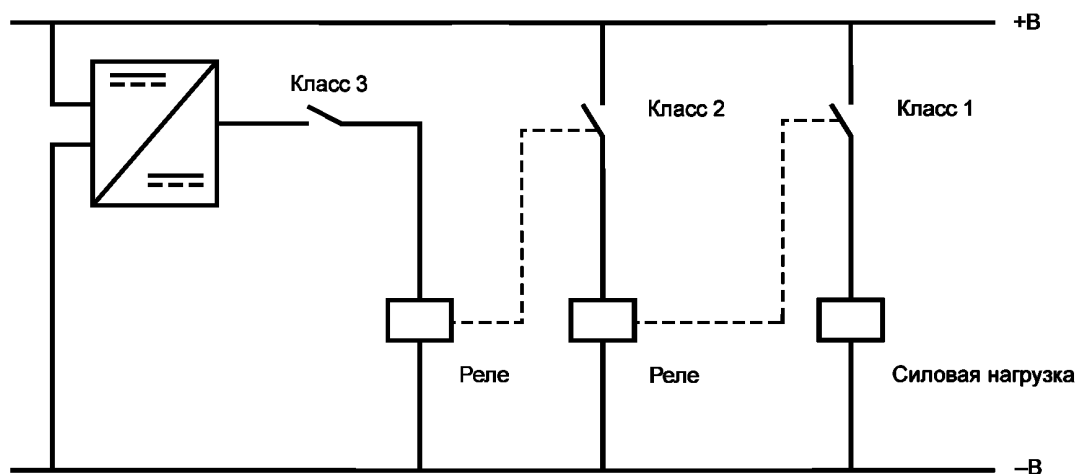 +В
Класс 3
Класс 2
Класс 1
Реле
Реле
Силовая нагрузка
–В